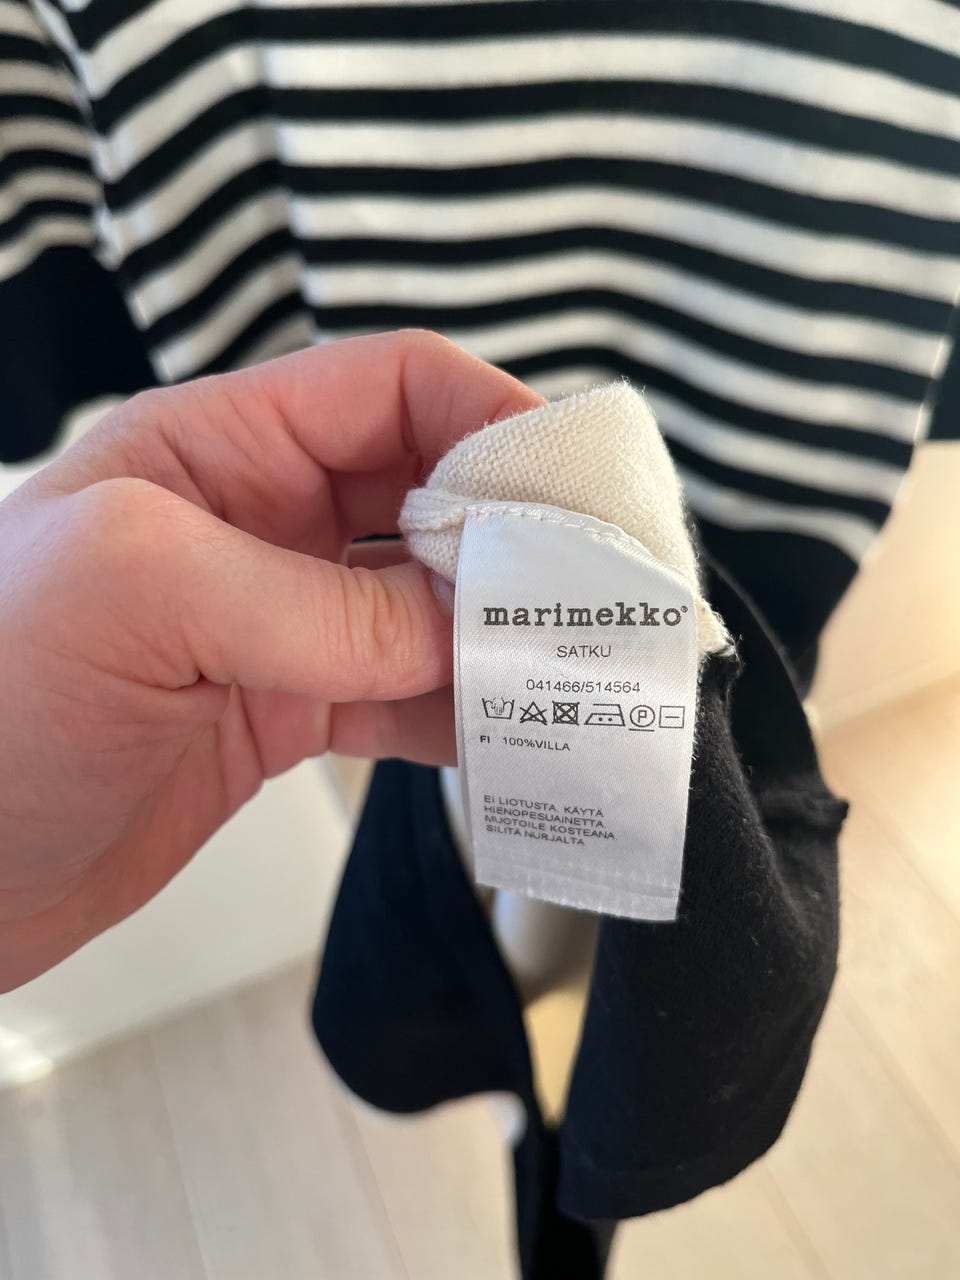 marimekko®
SATKU
041466/514564
P
FI 100%VILLA
EI LIOTUSTA. KÄYTÄ
HIENOPESUAINETTA
MUOTOILE KOSTEANA.
SILITÄ NURJALTA